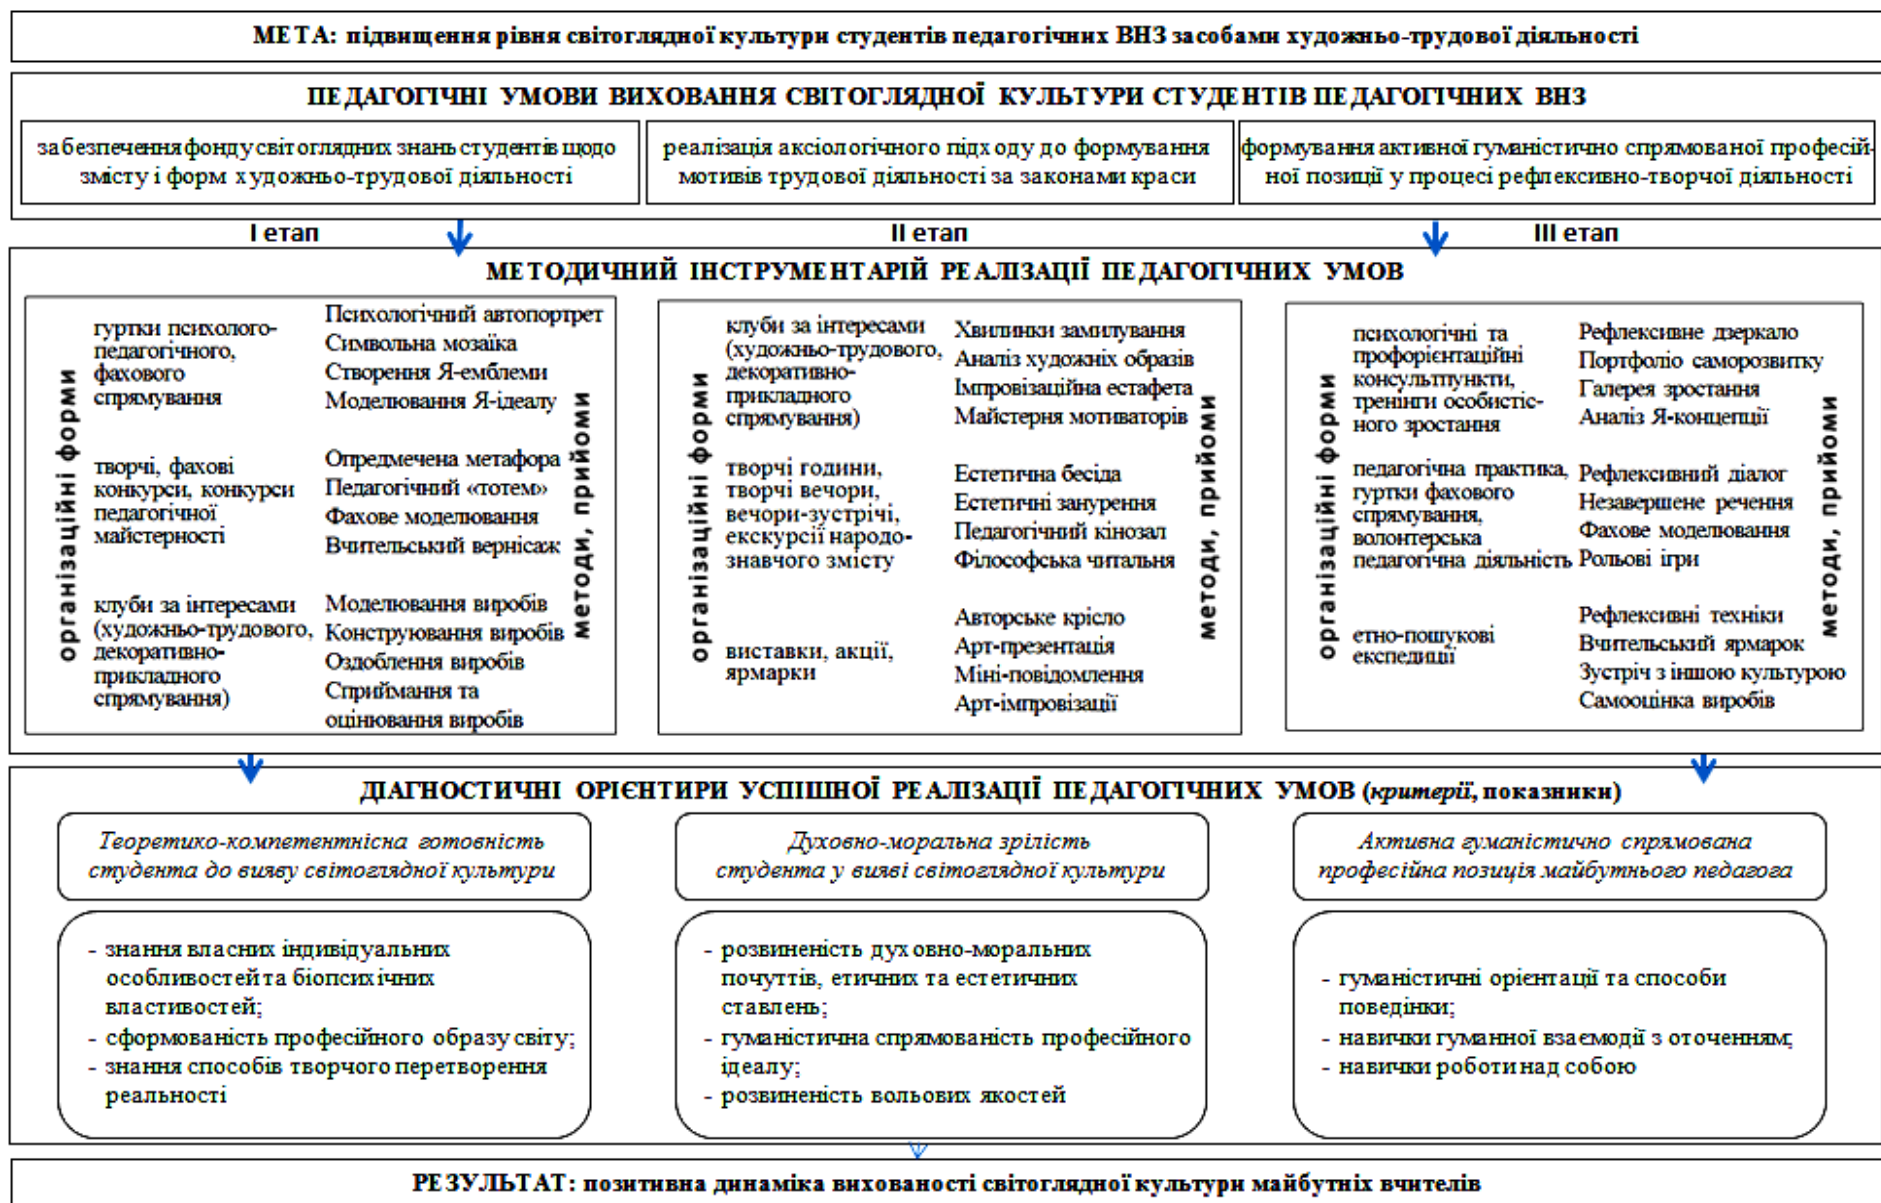 МЕТА: підвищення рівня світоглядної культури студентів педагогічних ВНЗ засобами художньо-трудової діяльності
ПЕДАГОГІЧНІ УМОВИ ВИХОВАННЯ СВІТОГЛЯДНОЇ КУЛЬТУРИ СТУДЕНТІВ ПЕДАГОГІЧНИХ ВНЗ
забезпечення фонду світоглядних знань студентів щодо
змісту і форм художньо-трудової діяльності
реалізація аксіологічного підходу до формування
мотивів трудової діяльності за законами краси
формування активної гуманістично спрямованої професій-
ної позиції у процесі рефлексивно-творчої діяльності
І етап
ІІ етап
ІІІ етап
МЕТОДИЧНИЙ ІНСТРУМЕНТАРІЙ РЕАЛІЗАЦІЇ ПЕДАГОГІЧНИХ УМОВ
організаційні форми
гуртки психолого-
педагогічного,
фахового
спрямування
творчі, фахові
конкурси, конкурси
педагогічної
майстерності
клуби за інтересами
(художньо-трудового,
декоративно-
прикладного
спрямування)
Психологічний автопортрет
Символьна мозаїка
Створення Я-емблеми
Моделювання Я-ідеалу
Опредмечена метафора
Педагогічний «тотем»
Фахове моделювання
Вчительський вернісаж
Моделювання виробів
Конструювання виробів
Оздоблення виробів
Сприймання та
оцінювання виробів
методи, прийоми
організаційні форми
клуби за інтересами
(художньо-трудового,
декоративно-
прикладного
спрямування)
творчі години,
творчі вечори,
вечори-зустрічі,
екскурсії народо-
знавчого змісту
виставки, акції,
ярмарки
Хвилинки замилування
Аналіз художніх образів
Імпровізаційна естафета
Майстерня мотиваторів
Естетична бесіда
Естетичні занурення
Педагогічний кінозал
Філософська читальня
Авторське крісло
Арт-презентація
Міні-повідомлення
Арт-імпровізації
методи, прийоми
організаційні форми
психологічні та
профорієнтаційні
консультпункти,
тренінги особистіс-
ного зростання
педагогічна практика,
гуртки фахового
спрямування,
волонтерська
педагогічна діяльність
етно-пошукові
експедиції
Рефлексивне дзеркало
Портфоліо саморозвитку
Галерея зростання
Аналіз Я-концепції
Рефлексивний діалог
Незавершене речення
Фахове моделювання
Рольові ігри
Рефлексивні техніки
Вчительський ярмарок
Зустріч з іншою культурою
Самооцінка виробів
методи, прийоми
ДІАГНОСТИЧНІ ОРІЄНТИРИ УСПІШНОЇ РЕАЛІЗАЦІЇ ПЕДАГОГІЧНИХ УМОВ (критерії, показники)
Теоретико-компетентнісна готовність
студента до вияву світоглядної культури
Духовно-моральна зрілість
студента у вияві світоглядної культури
Активна гуманістично спрямована
професійна позиція майбутнього педагога
- знання власних індивідуальних
особливостей та біопсихічних
властивостей;
- сформованість професійного образу світу;
- знання способів творчого перетворення
реальності
- розвиненість духовно-моральних
почуттів, етичних та естетичних
ставлень;
- гуманістична спрямованість професійного
ідеалу;
- розвиненість вольових якостей
- гуманістичні орієнтації та способи
поведінки;
- навички гуманної взаємодії з оточенням;
- навички роботи над собою
РЕЗУЛЬТАТ: позитивна динаміка вихованості світоглядної культури майбутніх вчителів